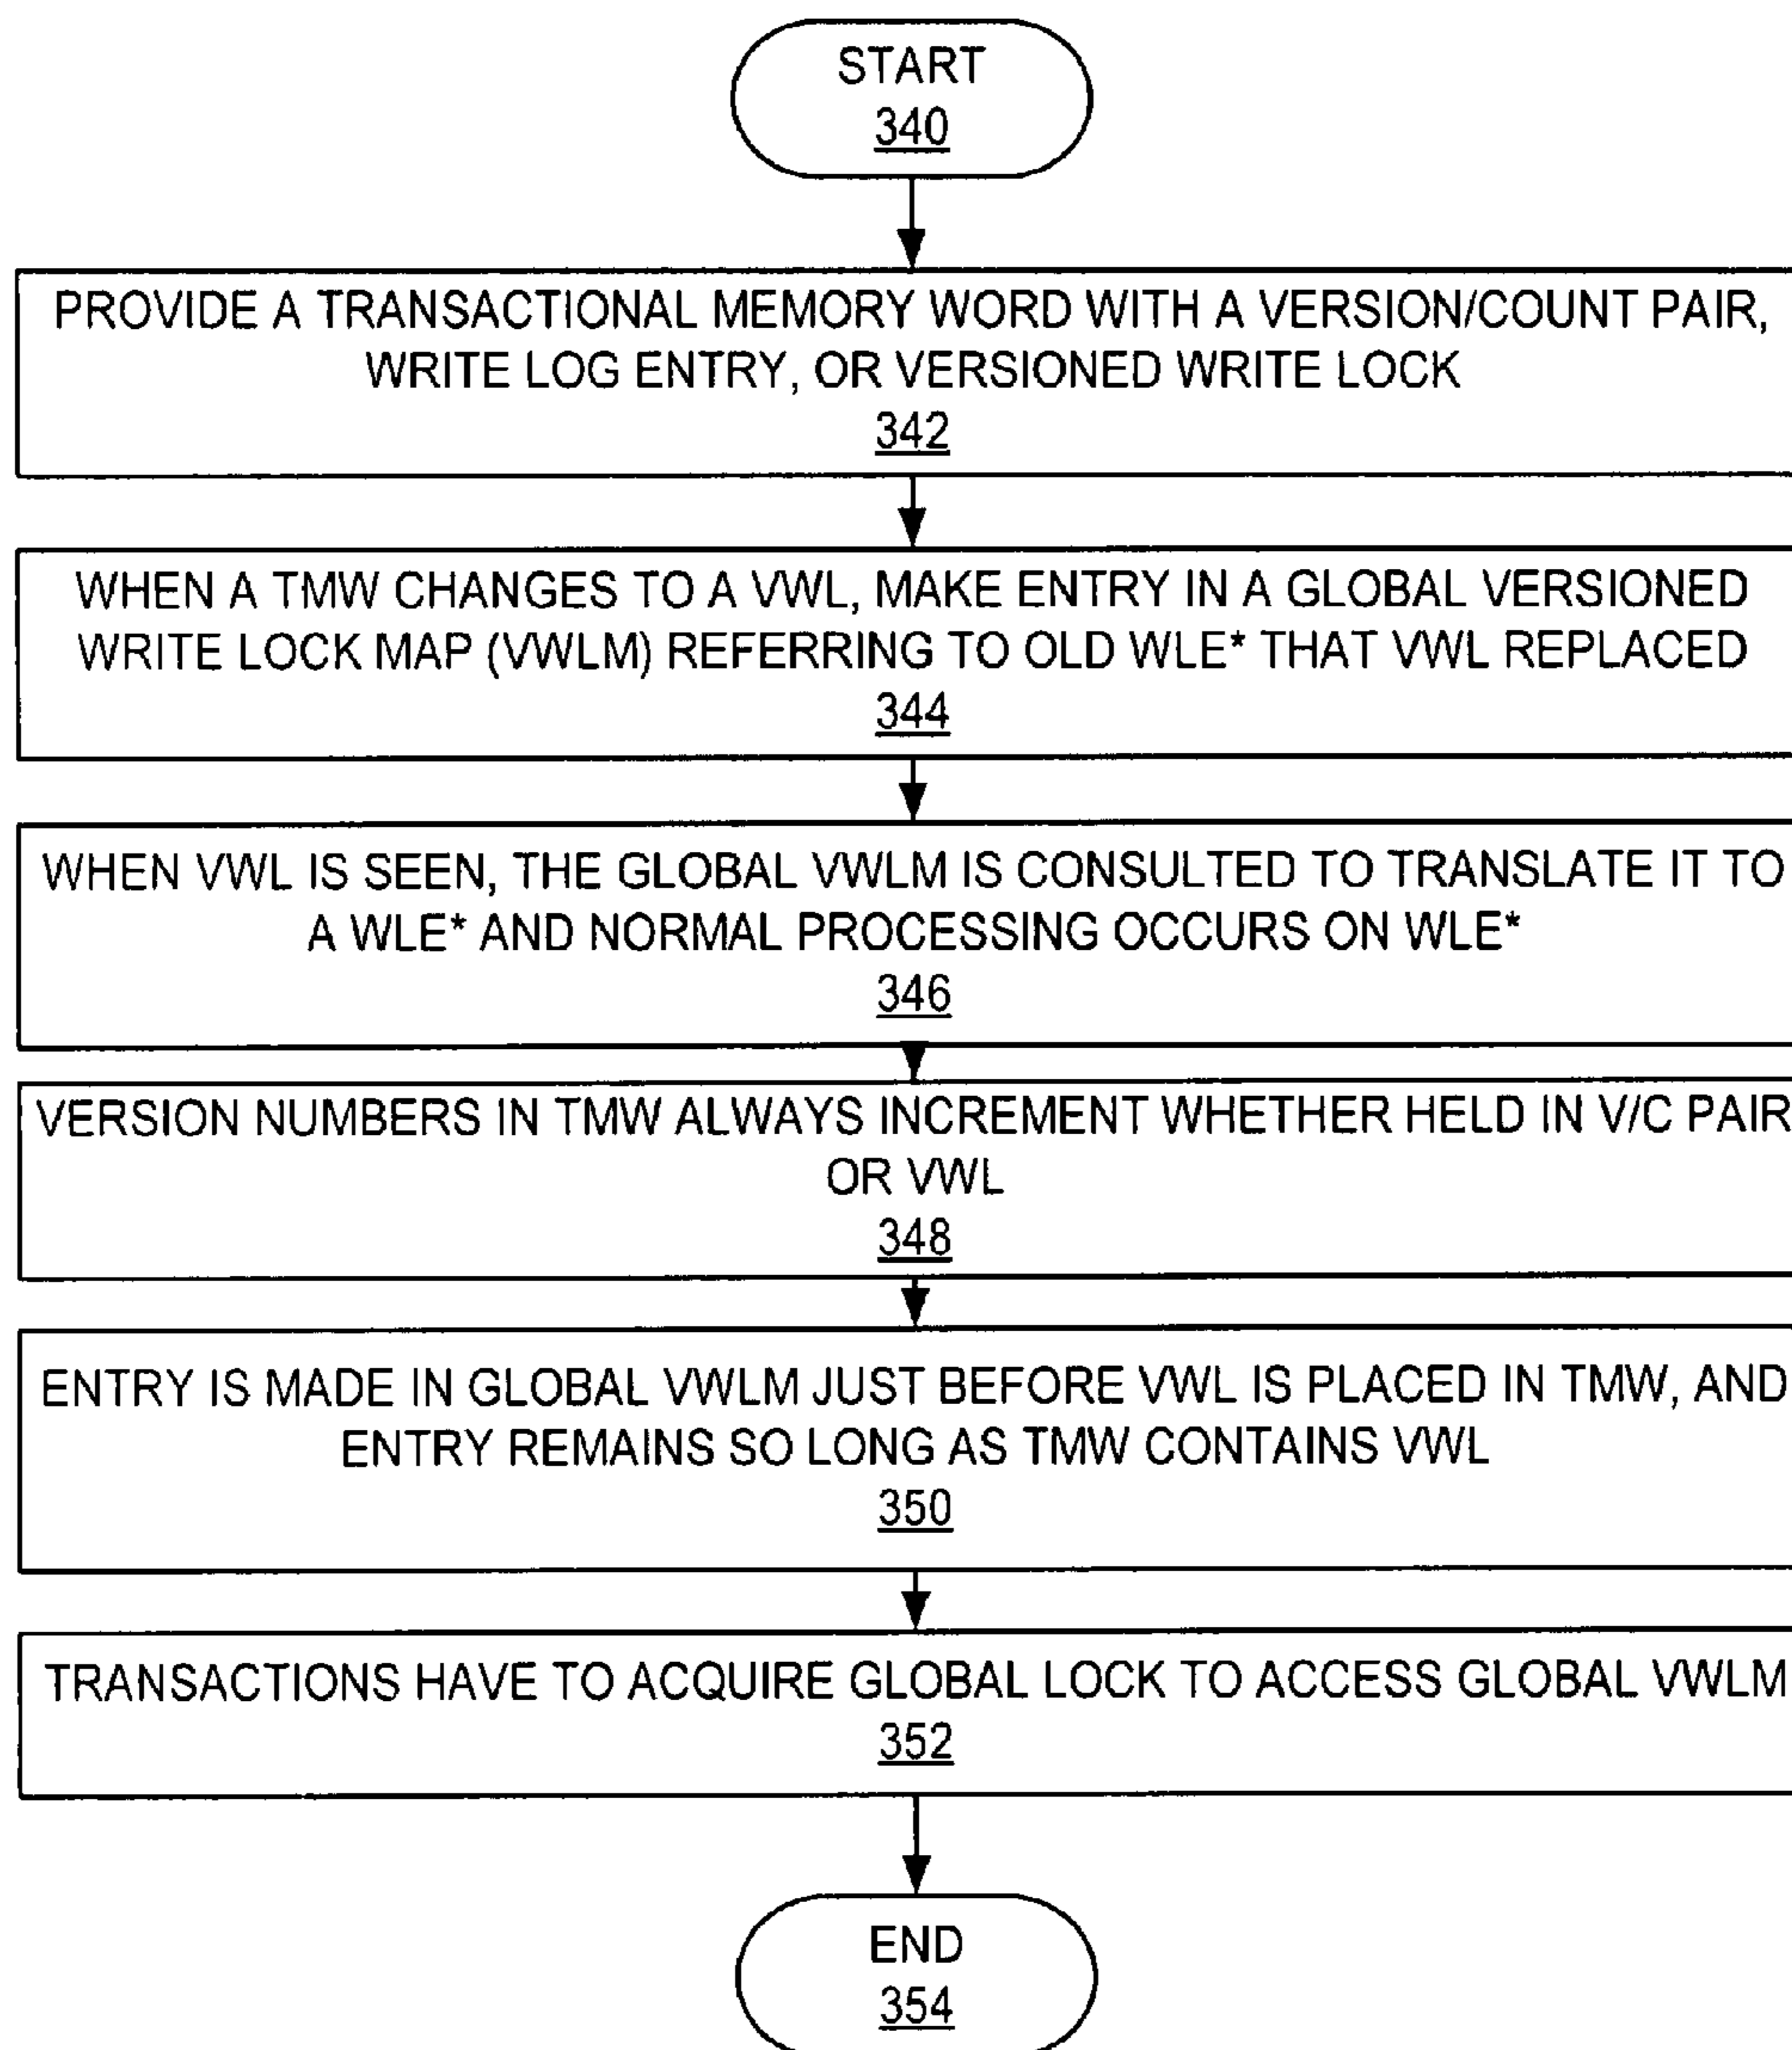 START
340
PROVIDE A TRANSACTIONAL MEMORY WORD WITH A VERSION/COUNT PAIR,
WRITE LOG ENTRY, OR VERSIONED WRITE LOCK
342
WHEN A TMW CHANGES TO A VWL, MAKE ENTRY IN A GLOBAL VERSIONED
WRITE LOCK MAP (VWLM) REFERRING TO OLD WLE* THAT VWL REPLACED
344
WHEN VWL IS SEEN, THE GLOBAL VWLM IS CONSULTED TO TRANSLATE IT TO
A WLE* AND NORMAL PROCESSING OCCURS ON WLE*
346
VERSION NUMBERS IN TMW ALWAYS INCREMENT WHETHER HELD IN V/C PAIR
OR VWL
348
ENTRY IS MADE IN GLOBAL VWLM JUST BEFORE VWL IS PLACED IN TMW, AND
ENTRY REMAINS SO LONG AS TMW CONTAINS VWL
350
TRANSACTIONS HAVE TO ACQUIRE GLOBAL LOCK TO ACCESS GLOBAL VWLM
352
END
354